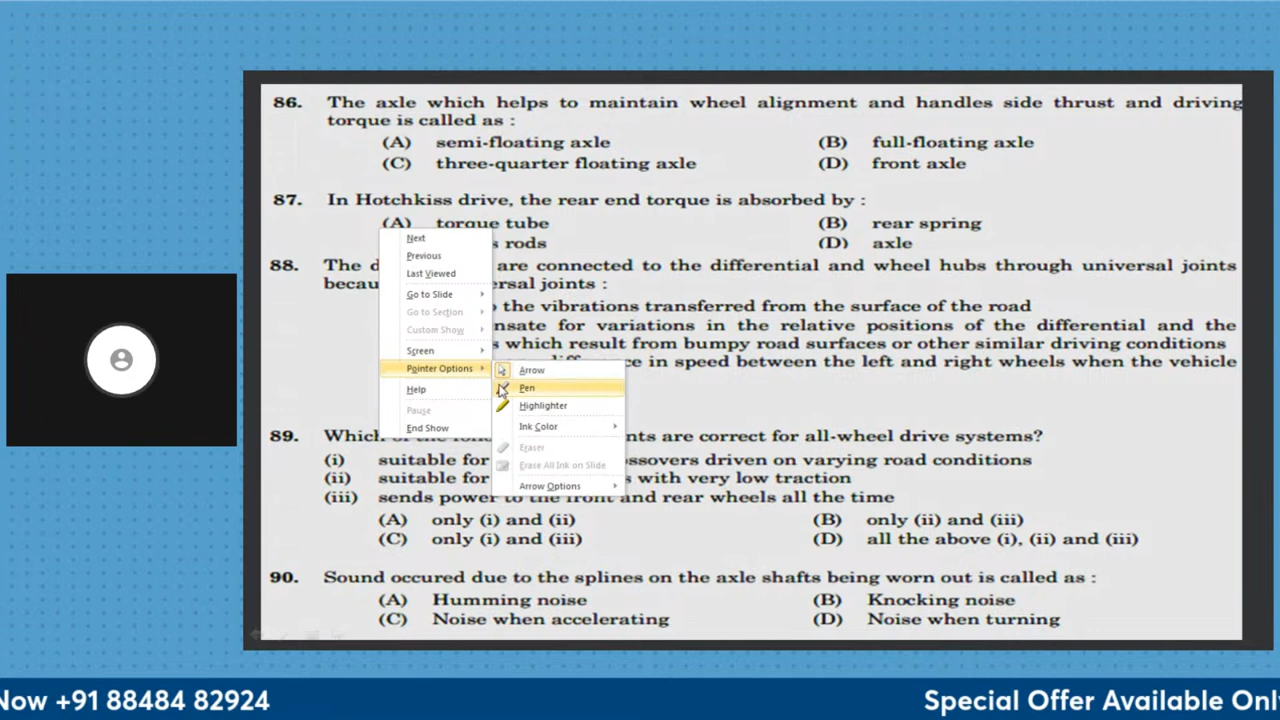 86. The axle which helps to maintain wheel alignment and handles side thrust and driving
torque is called as :
(A) semi-floating axle (B) full-floating axle
(C) three-quarter floating axle (D) front axle
87. In Hotchkiss drive, the rear end torque is absorbed by :
(A) torque tube (B) rear spring
s rods (D) axle
88. The d are connected to the differential and wheel hubs through universal joints
becau rsal joints :
the vibrations transferred from the surface of the road
nsate for variations in the relative positions of the differential and the
s which result from bumpy road surfaces or other similar driving conditions
ce in speed between the left and right wheels when the vehicle
89. Which nts are correct for all-wheel drive systems?
(i) suitable for ossovers driven on varying road conditions
(ii) suitable for s with very low traction
(iii) sends power to the front and rear wheels all the time
(A) only (i) and (ii) (B) only (ii) and (iii)
(C) only (i) and (iii) (D) all the above (i), (ii) and (iii)
90. Sound occured due to the splines on the axle shafts being worn out is called as :
(A) Humming noise (B) Knocking noise
(C) Noise when accelerating (D) Noise when turning
Next
Previous
Last Viewed
Go to Slide
Go to Section
Custom Show
Screen
Pointer Options
Help
Pause
End Show
Arrow
Pen
Highlighter
Ink Color
Eraser
Erase All Ink on Slide
Arrow Options
Now +91 88484 82924 Special Offer Available Onl